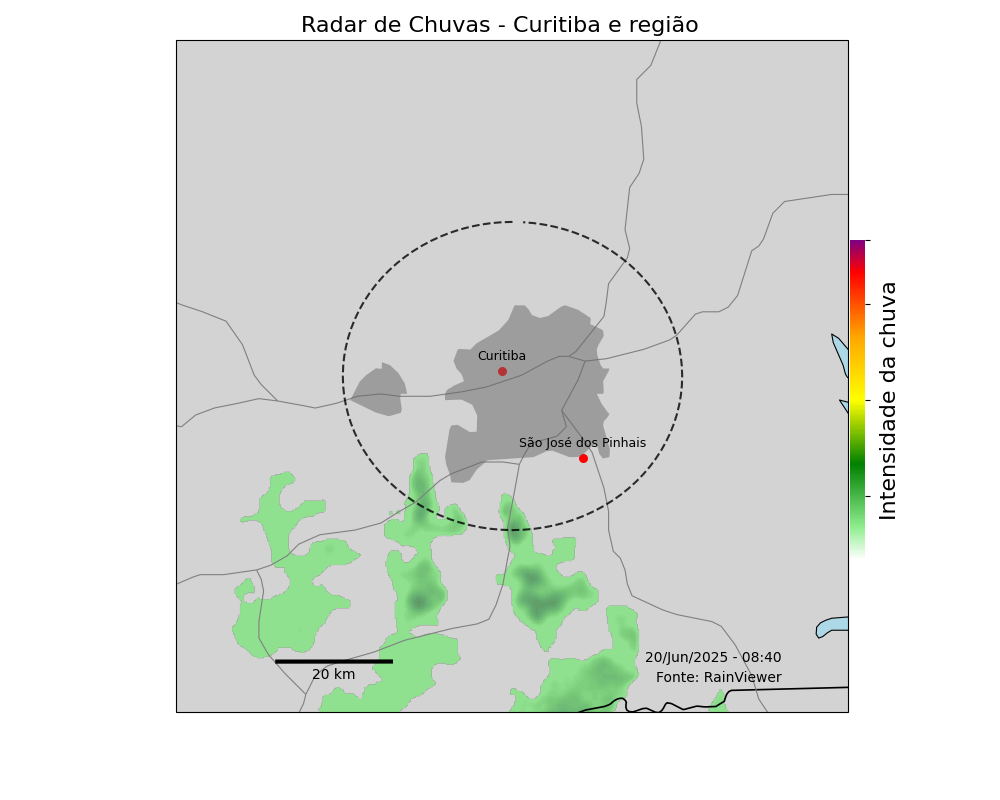 Radar de Chuvas - Curitiba e região
Curitiba
São José dos Pinhais
Intensidade da chuva
20/Jun/2025 - 08:40
Fonte: RainViewer
20 km